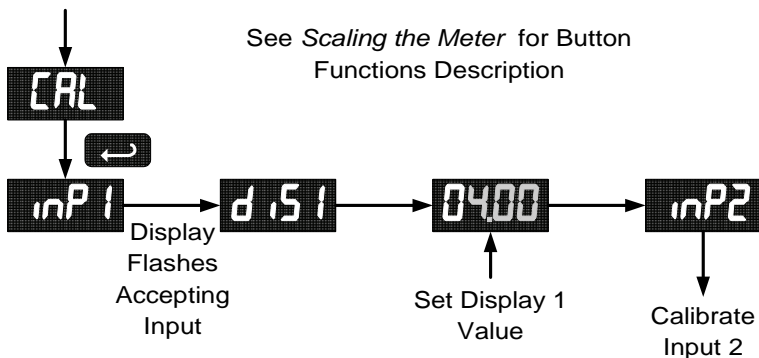 See Scaling the Meter for Button
Functions Description
CAL
inP1
diS1
04.00
inP2
Display
Flashes
Accepting
Input
Set Display 1
Value
Calibrate
Input 2